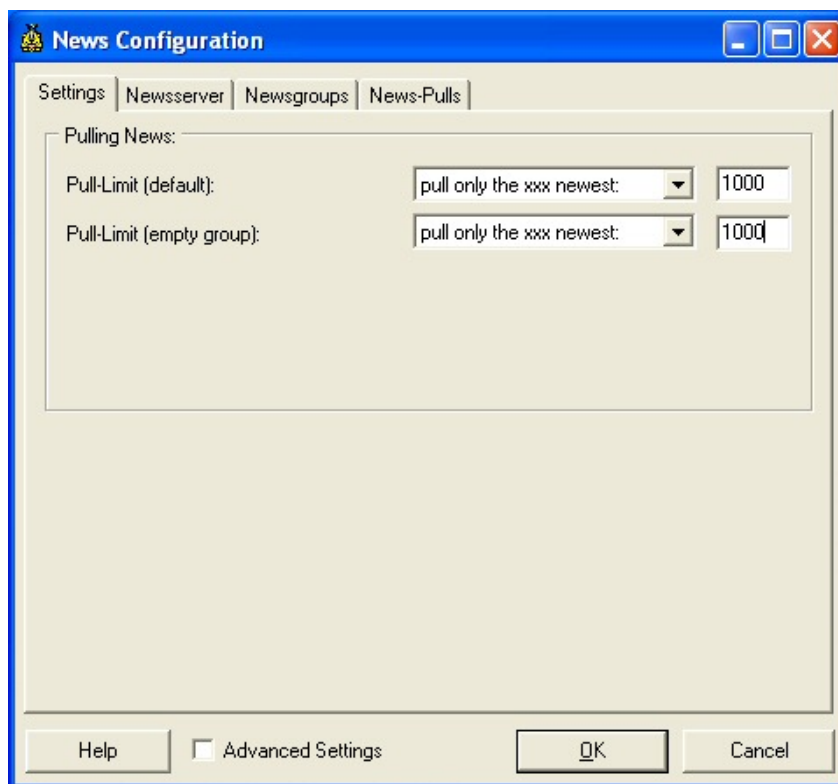 News Configuration
Settings Newsserver Newsgroups News-Pulls
Pulling News:
Pull-Limit (default): pull only the xxx newest: 1000
Pull-Limit (empty group): pull only the xxx newest: 1000
Help Advanced Settings OK Cancel